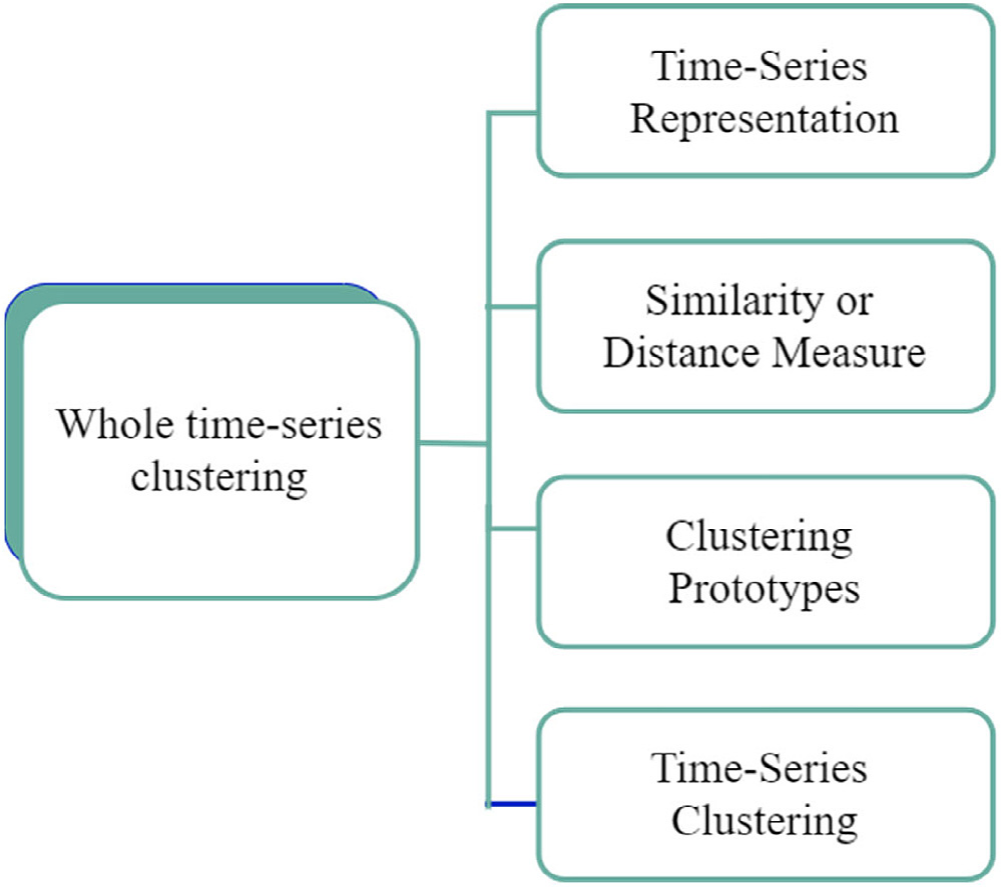 Time-Series
Representation
Similarity or
Distance Measure
Whole time-series
clustering
Clustering
Prototypes
Time-Series
Clustering